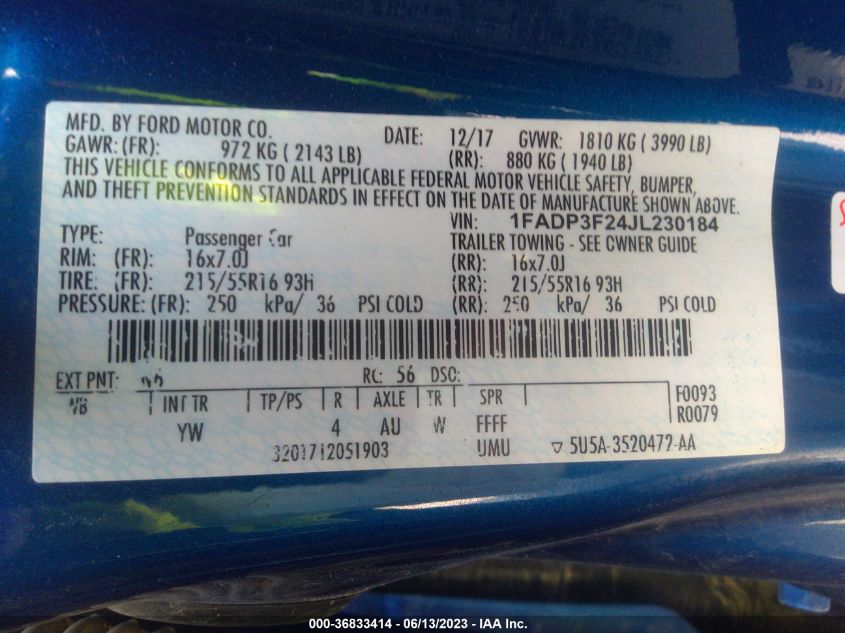 MFD. BY FORD MOTOR CO. DATE: 12/17 GVWR: 1810 KG ( 3990 LB)
GAWR: (FR): 972 KG ( 2143 LB) (RR): 880 KG ( 1940 LB)
THIS VEHICLE CONFORMS TO ALL APPLICABLE FEDERAL MOTOR VEHICLE SAFETY, BUMPER,
AND THEFT PREVENTION STANDARDS IN EFFECT ON THE DATE OF MANUFACTURE SHOWN ABOVE.
VIN: 1FADP3F24JL230184
TYPE: Passenger Car TRAILER TOWING - SEE OWNER GUIDE
RIM: (FR): 16x7.0J (RR): 16x7.0J
TIRE: (FR): 215/55R16 93H (RR): 215/55R16 93H
PRESSURE: (FR): 250 kPa/ 36 PSI COLD (RR): 250 kPa/ 36 PSI COLD
EXT PNT: RC: 56 DSO:
WB INT TR TP/PS R AXLE TR SPR F0093
R0079
YW 4 AU W FFFF
3201712051903 UMU ▽ 5U5A-3520472-AA
000-36833414 - 06/13/2023 - IAA Inc.